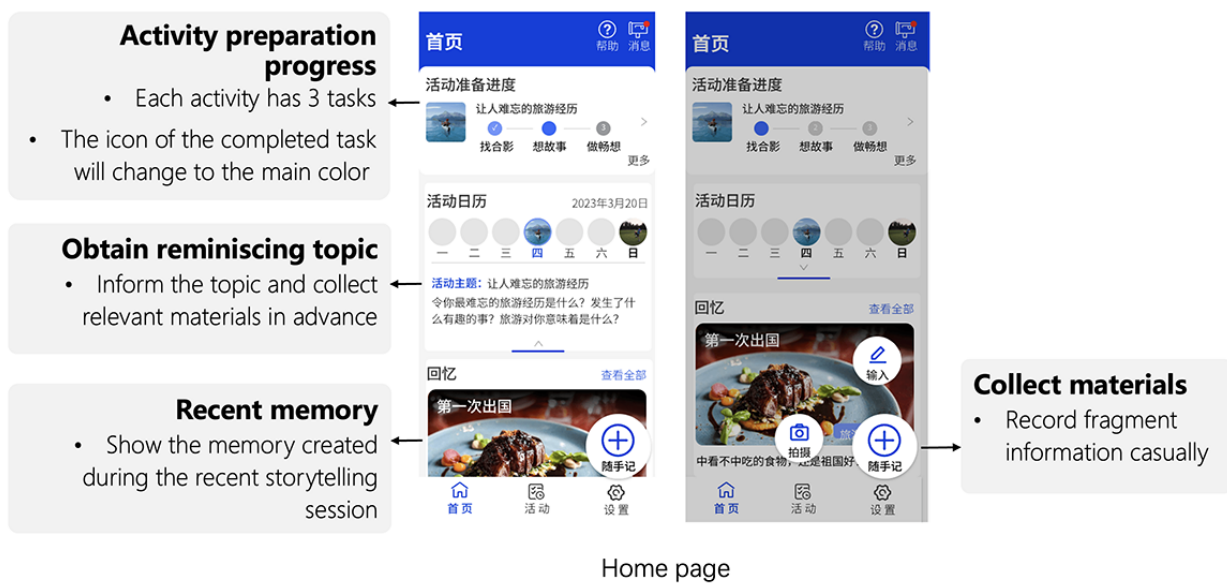 Activity preparation
progress
• Each activity has 3 tasks
• The icon of the completed task
will change to the main color
Obtain reminiscing topic
• Inform the topic and collect
relevant materials in advance
Recent memory
• Show the memory created
during the recent storytelling
session
首页
帮助 消息
活动准备进度
让人难忘的旅游经历
3
找合影 想故事 做畅想
更多
活动日历 2023年3月20日
一 二 三 四 五 六 日
活动主题：让人难忘的旅游经历
令你最难忘的旅游经历是什么？发生了什
么有趣的事？旅游对你意味着是什么？
回忆 查看全部
第一次出国
随手记
首页 活动 设置
首页
帮助 消息
活动准备进度
让人难忘的旅游经历
2 3
找合影 想故事 做畅想
更多
活动日历
一 二 三 四 五 六 日
回忆 查看全部
第一次出国
输入
拍摄
随手记
中看不中吃的食物，还是祖国好
首页 活动 设置
Collect materials
• Record fragment
information casually
Home page